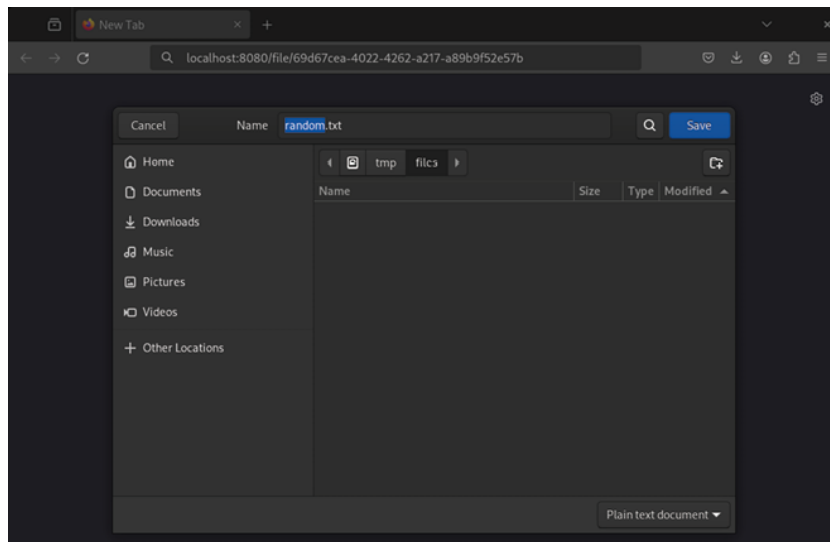 New Tab
localhost:8080/file/69d67cea-4022-4262-a217-a89b9f52e57b
Cancel Name random.txt Save
Home
Documents
Downloads
Music
Pictures
Videos
Other Locations
tmp files
Name Size Type Modified
Plain text document